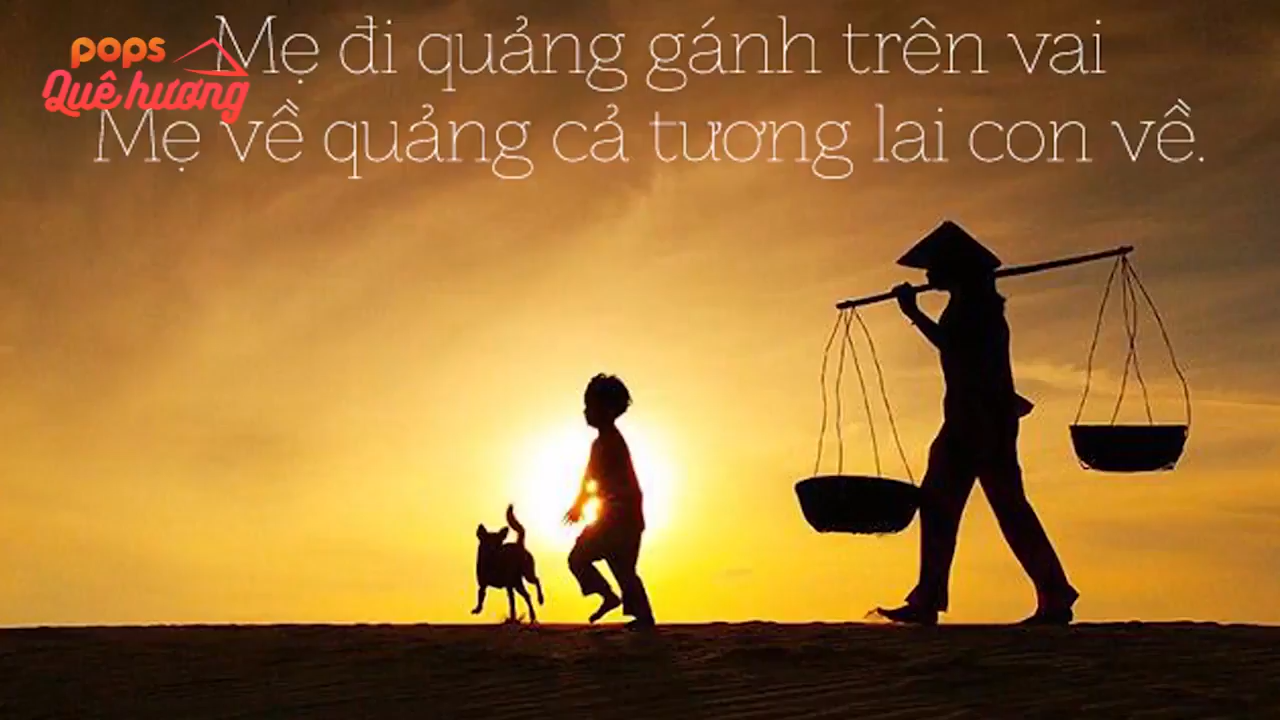 pops
Quê hương
Mẹ đi quảng gánh trên vai
Mẹ về quảng cả tương lai con về.